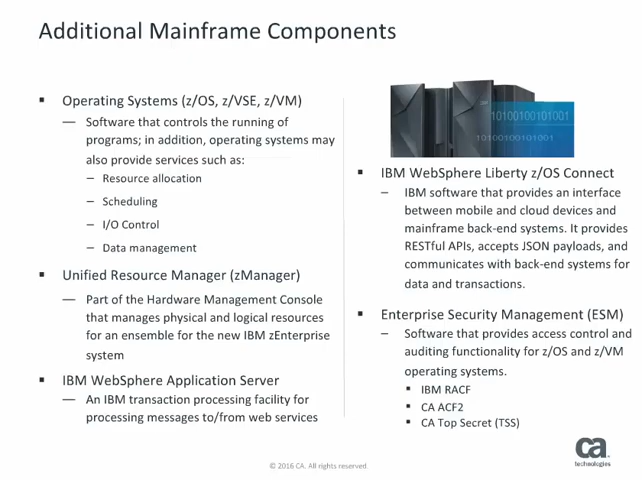 Additional Mainframe Components
▪ Operating Systems (z/OS, z/VSE, z/VM)
— Software that controls the running of
programs; in addition, operating systems may
also provide services such as:
– Resource allocation
– Scheduling
– I/O Control
– Data management
▪ Unified Resource Manager (zManager)
— Part of the Hardware Management Console
that manages physical and logical resources
for an ensemble for the new IBM zEnterprise
system
▪ IBM WebSphere Application Server
— An IBM transaction processing facility for
processing messages to/from web services
101010010101
101010101001
▪ IBM WebSphere Liberty z/OS Connect
– IBM software that provides an interface
between mobile and cloud devices and
mainframe back-end systems. It provides
RESTful APIs, accepts JSON payloads, and
communicates with back-end systems for
data and transactions.
▪ Enterprise Security Management (ESM)
– Software that provides access control and
auditing functionality for z/OS and z/VM
operating systems.
▪ IBM RACF
▪ CA ACF2
▪ CA Top Secret (TSS)
ca
technologies
© 2016 CA. All rights reserved